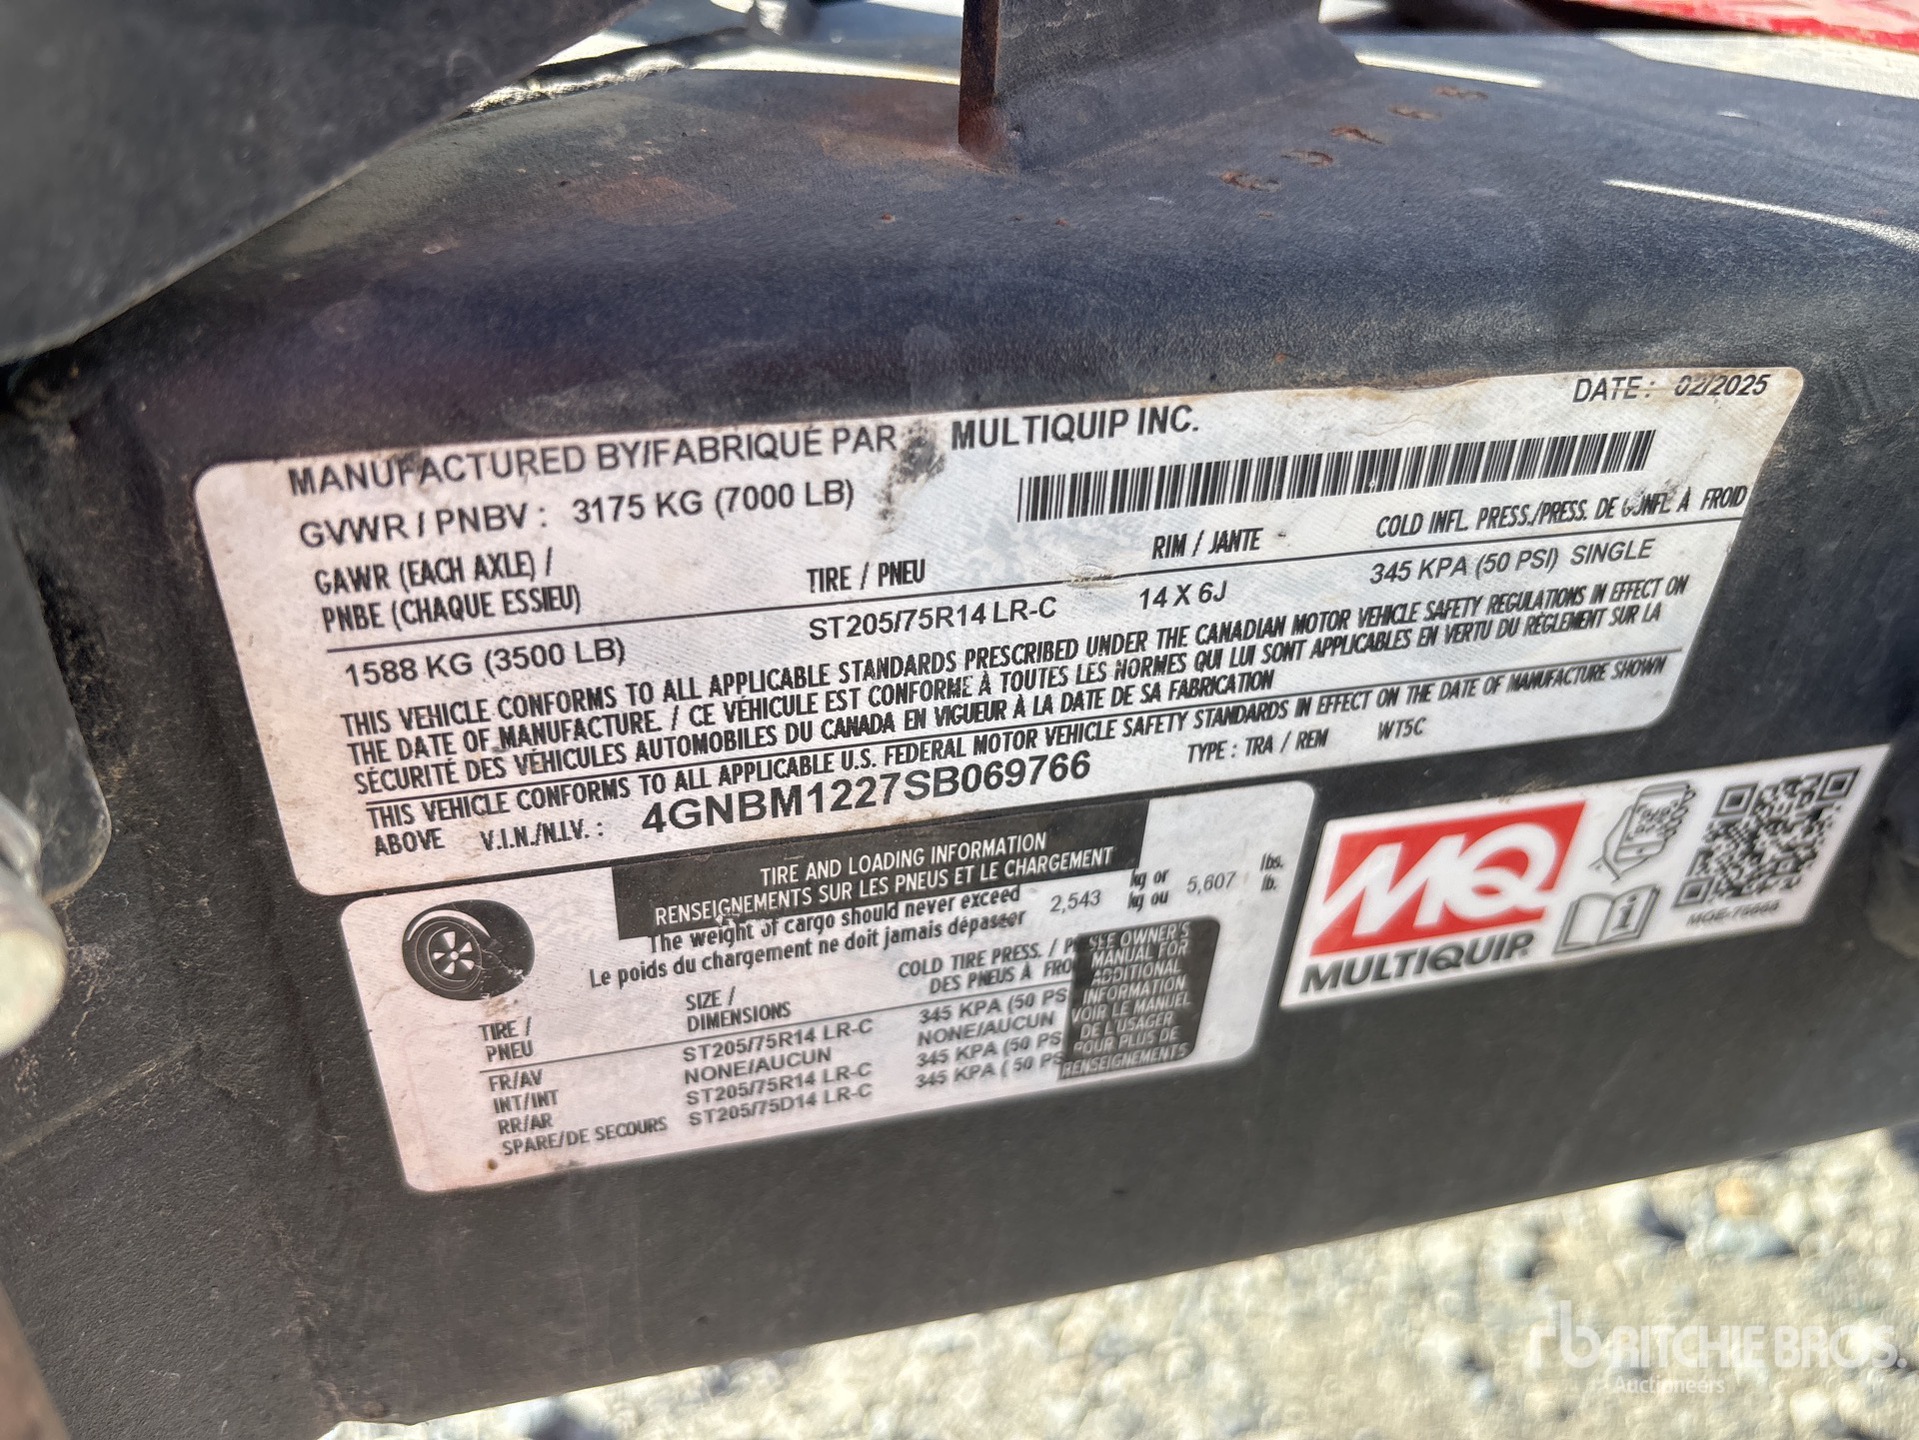 DATE: 02/2025
MANUFACTURED BY/FABRIQUÉ PAR MULTIQUIP INC.
GVWR / PNBV : 3175 KG (7000 LB)
GAWR (EACH AXLE) /
PNBE (CHAQUE ESSIEU)
TIRE / PNEU
RIM / JANTE
COLD INFL. PRESS./PRESS. DE GONFL. À FROID
1588 KG (3500 LB) ST205/75R14 LR-C 14 X 6J 345 KPA (50 PSI) SINGLE
THIS VEHICLE CONFORMS TO ALL APPLICABLE STANDARDS PRESCRIBED UNDER THE CANADIAN MOTOR VEHICLE SAFETY REGULATIONS IN EFFECT ON
THE DATE OF MANUFACTURE. / CE VÉHICULE EST CONFORME À TOUTES LES NORMES QUI LUI SONT APPLICABLES EN VERTU DU RÈGLEMENT SUR LA
SÉCURITÉ DES VÉHICULES AUTOMOBILES DU CANADA EN VIGUEUR À LA DATE DE SA FABRICATION
THIS VEHICLE CONFORMS TO ALL APPLICABLE U.S. FEDERAL MOTOR VEHICLE SAFETY STANDARDS IN EFFECT ON THE DATE OF MANUFACTURE SHOWN
ABOVE V.I.N./N.I.V. : 4GNBM1227SB069766 TYPE : TRA / REM WT5C
TIRE AND LOADING INFORMATION
RENSEIGNEMENTS SUR LES PNEUS ET LE CHARGEMENT
The weight of cargo should never exceed
Le poids du chargement ne doit jamais dépasser
2,543 kg or
kg ou
5,607 lbs.
lb.
TIRE /
PNEU
SIZE /
DIMENSIONS
COLD TIRE PRESS. / P
DES PNEUS À FRO
FR/AV ST205/75R14 LR-C 345 KPA (50 PS
INT/INT NONE/AUCUN NONE/AUCUN
RR/AR ST205/75R14 LR-C 345 KPA (50 PS
SPARE/DE SECOURS ST205/75D14 LR-C 345 KPA ( 50 PS
SEE OWNER'S
MANUAL FOR
ADDITIONAL
INFORMATION
VOIR LE MANUEL
DE L'USAGER
POUR PLUS DE
RENSEIGNEMENTS
MQ
MULTIQUIP
i
rb RITCHIE BROS.
Auctioneers